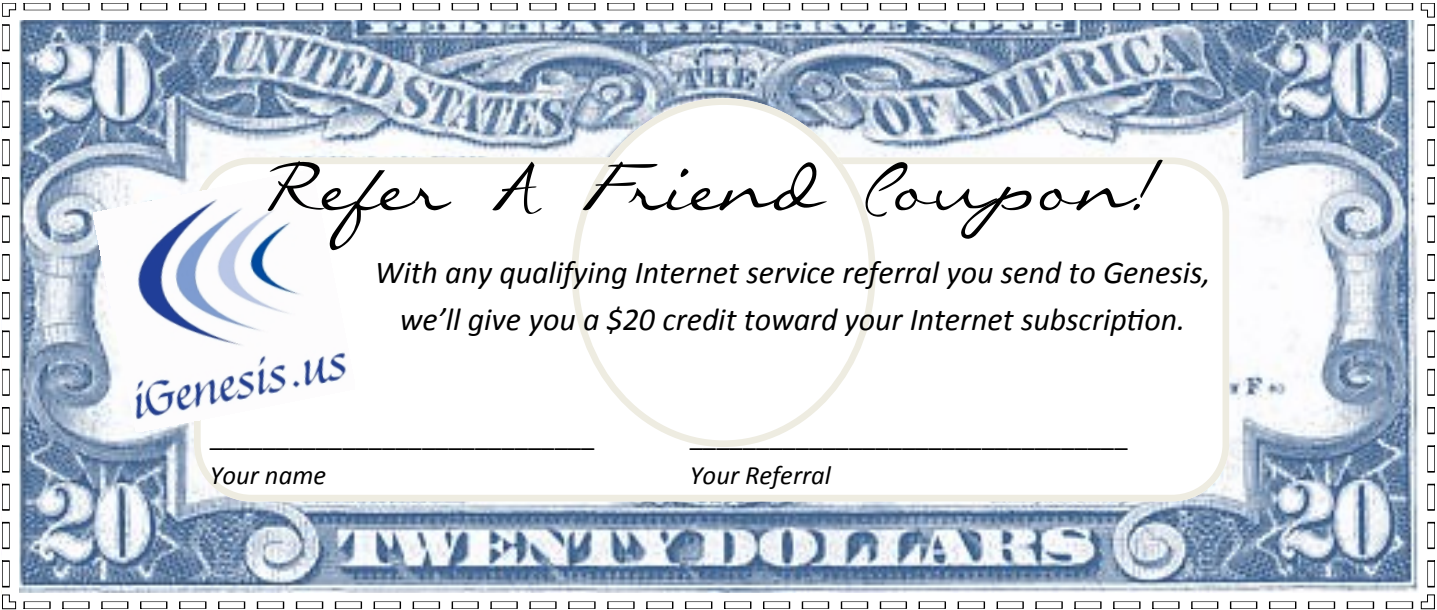 FEDERAL RESERVE NOTE
20 UNITED STATES THE OF AMERICA 20
Refer A Friend Coupon!
With any qualifying Internet service referral you send to Genesis,
we’ll give you a $20 credit toward your Internet subscription.
iGenesis.us
Your name Your Referral
20 TWENTY DOLLARS 20